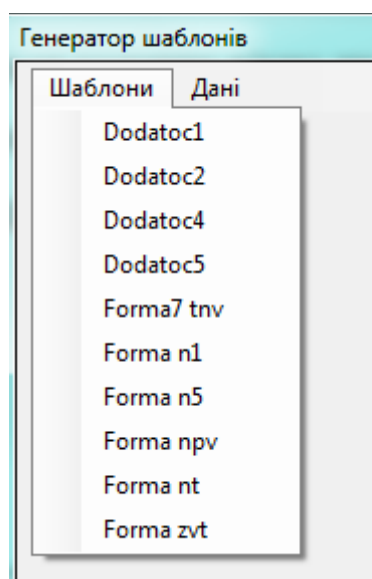 Генератор шаблонів
Шаблони Дані
Dodatoc1
Dodatoc2
Dodatoc4
Dodatoc5
Forma7 tnv
Forma n1
Forma n5
Forma npv
Forma nt
Forma zvt